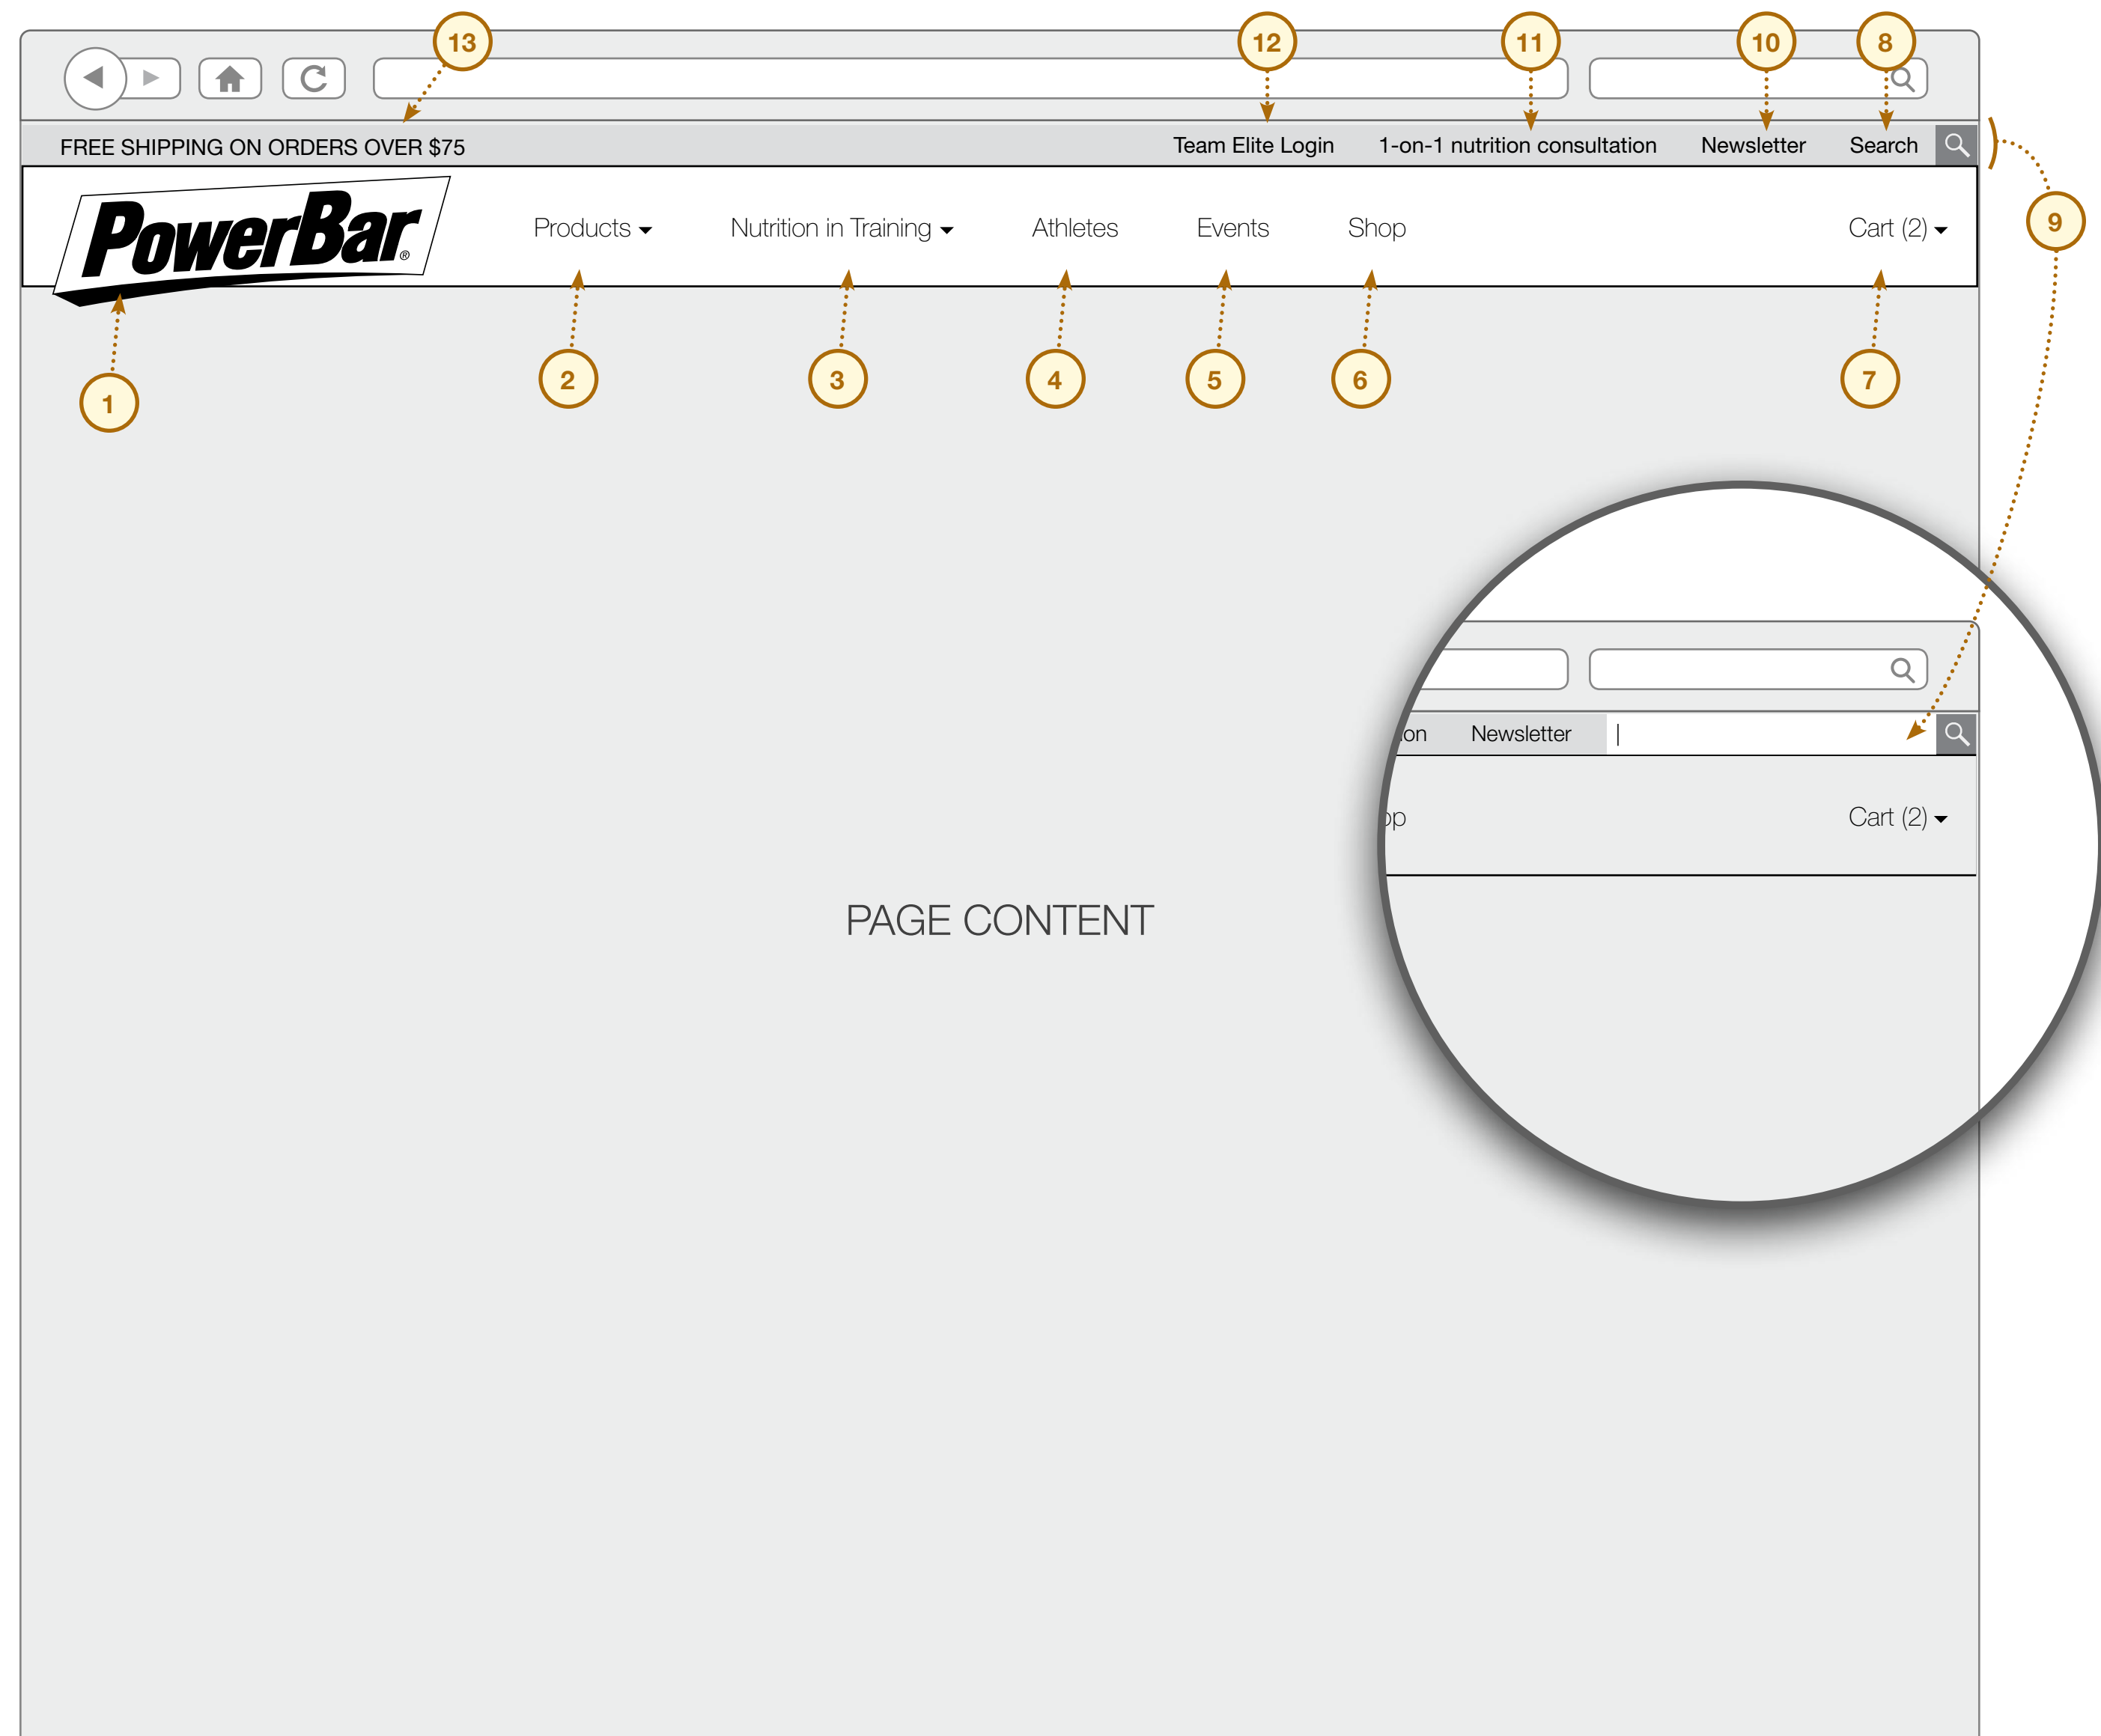 13 12 11 10 8
FREE SHIPPING ON ORDERS OVER $75 Team Elite Login 1-on-1 nutrition consultation Newsletter Search
9
PowerBar® Products Nutrition in Training Athletes Events Shop Cart (2)
1 2 3 4 5 6 7
on Newsletter
op Cart (2)
PAGE CONTENT